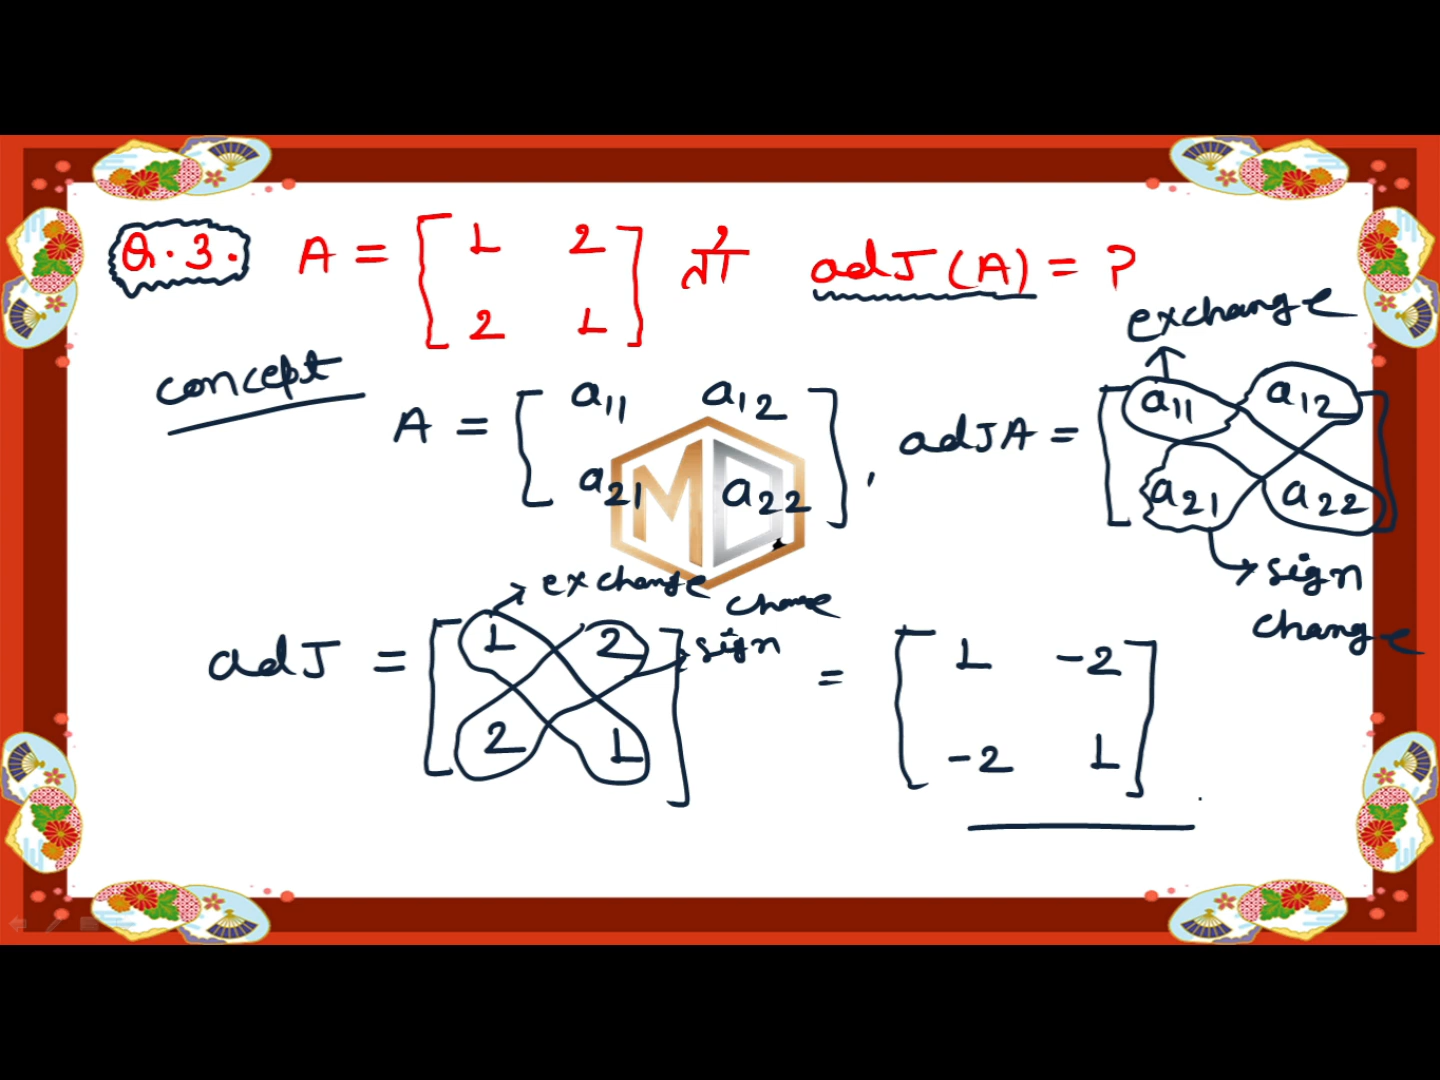 Q.3. A = [ 1 2 adJ (A) = ?
2 1 ]
exchange
concept
A = [ a11 a12 , adJA = [ a11 a12
a21 a22 ] a21 a22 ]
MD
sign
change
exchange
change
sign
adJ = [ 1 2 = [ 1 -2
2 1 ] -2 1 ]